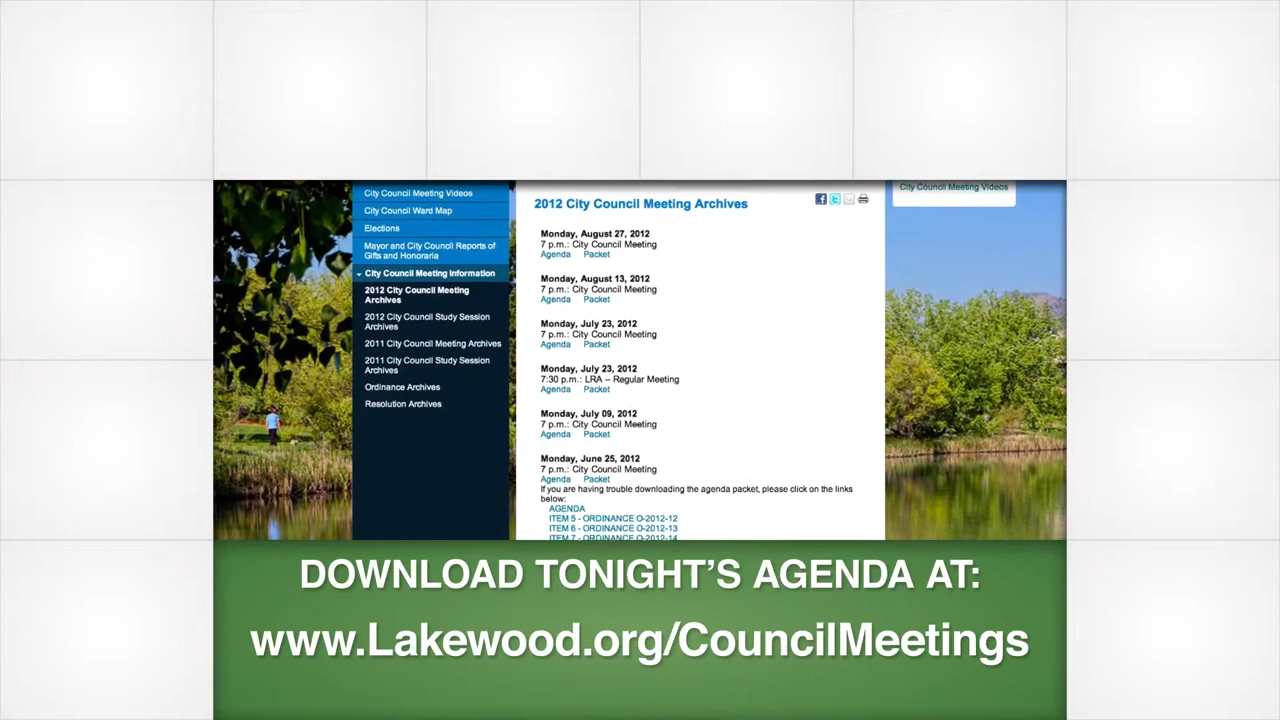 City Council Meeting Videos
City Council Ward Map
Elections
Mayor and City Council Reports of
Gifts and Honoraria
City Council Meeting Information
2012 City Council Meeting
Archives
2012 City Council Study Session
Archives
2011 City Council Meeting Archives
2011 City Council Study Session
Archives
Ordinance Archives
Resolution Archives
2012 City Council Meeting Archives
Monday, August 27, 2012
7 p.m.: City Council Meeting
Agenda Packet
Monday, August 13, 2012
7 p.m.: City Council Meeting
Agenda Packet
Monday, July 23, 2012
7 p.m.: City Council Meeting
Agenda Packet
Monday, July 23, 2012
7:30 p.m.: LRA – Regular Meeting
Agenda Packet
Monday, July 09, 2012
7 p.m.: City Council Meeting
Agenda Packet
Monday, June 25, 2012
7 p.m.: City Council Meeting
Agenda Packet
If you are having trouble downloading the agenda packet, please click on the links
below:
AGENDA
ITEM 5 - ORDINANCE O-2012-12
ITEM 6 - ORDINANCE O-2012-13
ITEM 7 - ORDINANCE O-2012-14
City Council Meeting Videos
DOWNLOAD TONIGHT’S AGENDA AT:
www.Lakewood.org/CouncilMeetings